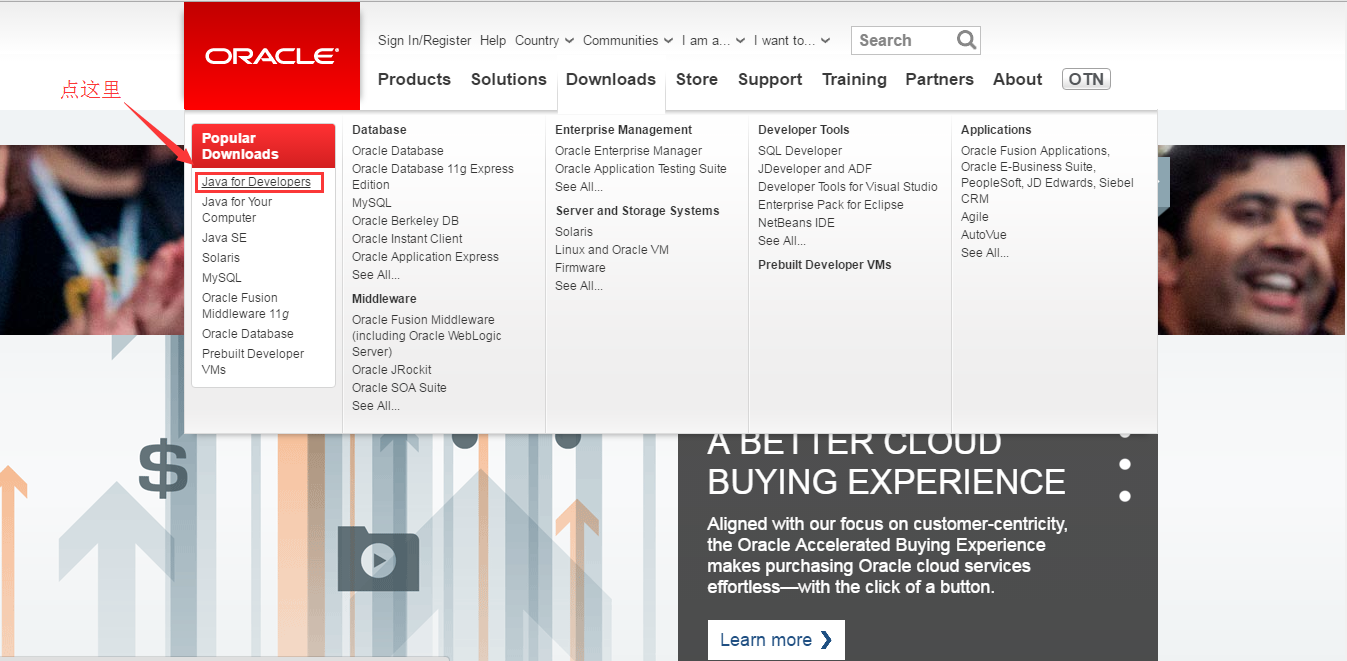 ORACLE
Sign In/Register Help Country Communities I am a... I want to... Search
Products Solutions Downloads Store Support Training Partners About OTN
点这里
Popular
Downloads
Java for Developers
Java for Your
Computer
Java SE
Solaris
MySQL
Oracle Fusion
Middleware 11g
Oracle Database
Prebuilt Developer
VMs
Database
Oracle Database
Oracle Database 11g Express
Edition
MySQL
Oracle Berkeley DB
Oracle Instant Client
Oracle Application Express
See All...
Middleware
Oracle Fusion Middleware
(including Oracle WebLogic
Server)
Oracle JRockit
Oracle SOA Suite
See All...
Enterprise Management
Oracle Enterprise Manager
Oracle Application Testing Suite
See All...
Server and Storage Systems
Solaris
Linux and Oracle VM
Firmware
See All...
Developer Tools
SQL Developer
JDeveloper and ADF
Developer Tools for Visual Studio
Enterprise Pack for Eclipse
NetBeans IDE
See All...
Prebuilt Developer VMs
Applications
Oracle Fusion Applications,
Oracle E-Business Suite,
PeopleSoft, JD Edwards, Siebel
CRM
Agile
AutoVue
See All...
$
A BETTER CLOUD
BUYING EXPERIENCE
Aligned with our focus on customer-centricity,
the Oracle Accelerated Buying Experience
makes purchasing Oracle cloud services
effortless—with the click of a button.
Learn more